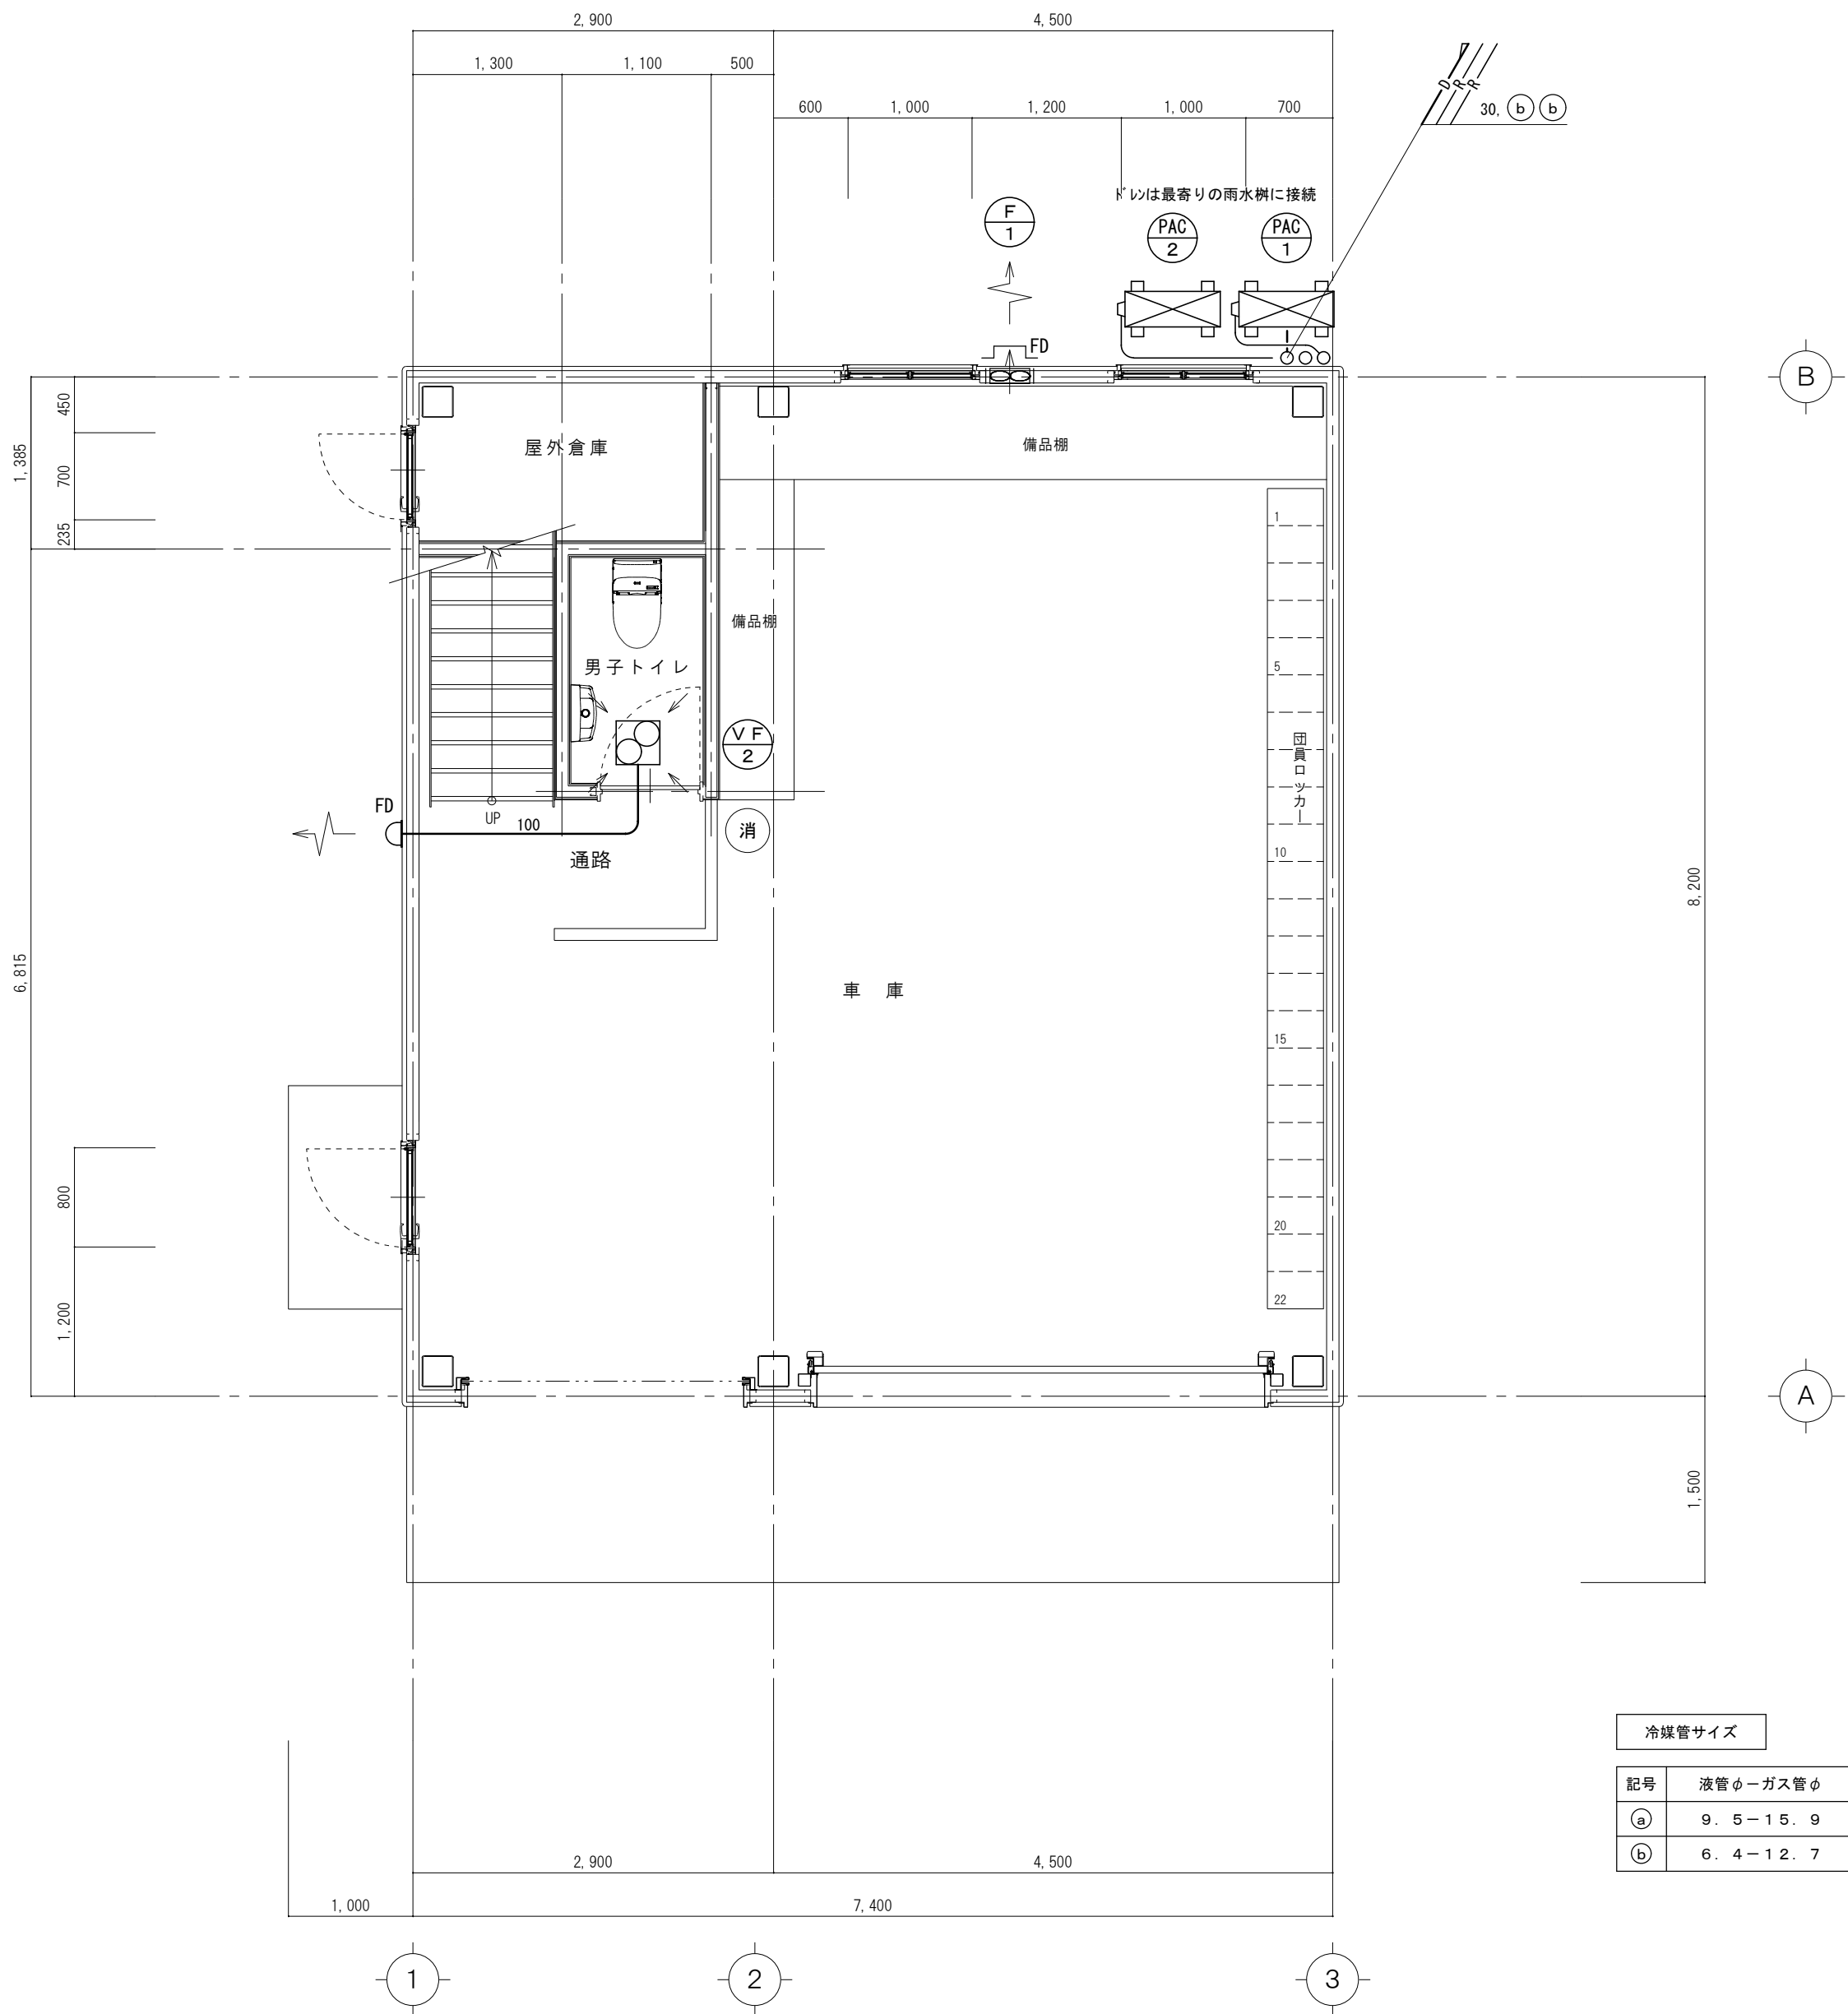 2,900
4,500
1,300
1,100
500
600
1,000
1,200
1,000
700
D
R
R
30, b b
ドレンは最寄りの雨水桝に接続
F
1
PAC
2
PAC
1
FD
B
450
1,385
700
235
屋外倉庫
備品棚
1
備品棚
男子トイレ
5
VF
2
団員ロッカー
FD
UP
100
消
通路
10
8,200
6,815
車 庫
15
800
20
1,200
22
A
1,500
冷媒管サイズ
記号 液管φーガス管φ
a 9.5-15.9
b 6.4-12.7
2,900
4,500
1,000
7,400
1
2
3